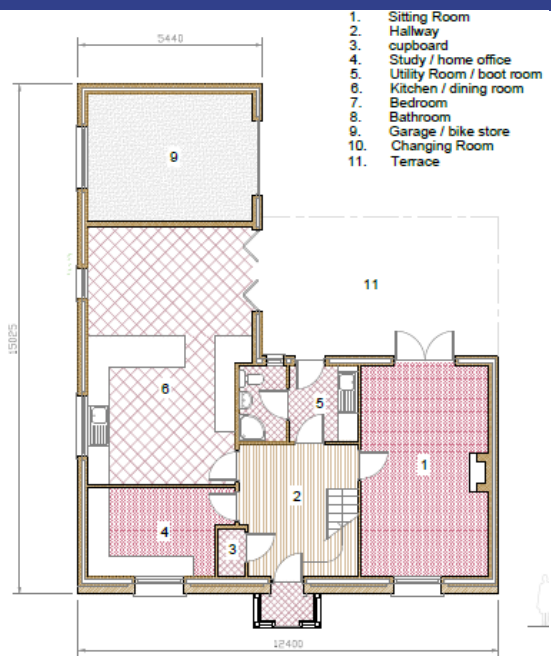 1. Sitting Room
2. Hallway
3. cupboard
4. Study / home office
5. Utility Room / boot room
6. Kitchen / dining room
7. Bedroom
8. Bathroom
9. Garage / bike store
10. Changing Room
11. Terrace
5440
9
15025
11
6
5
1
2
4
3
12400